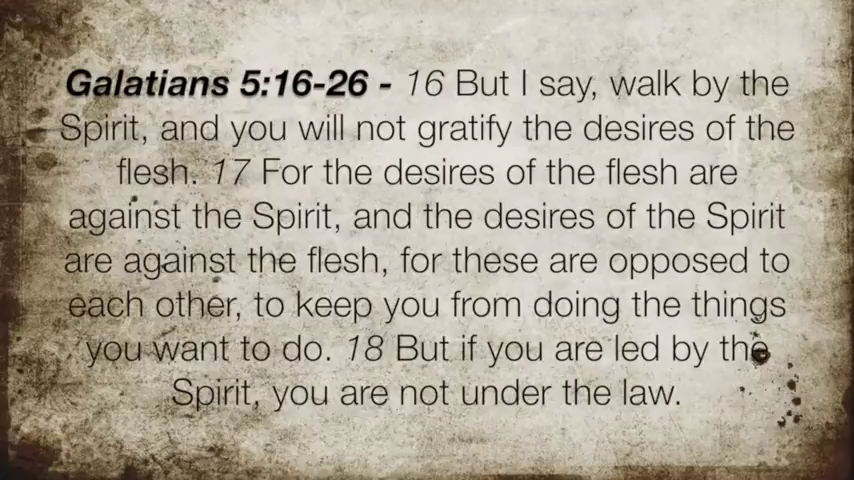 Galatians 5:16-26 - 16 But I say, walk by the
Spirit, and you will not gratify the desires of the
flesh. 17 For the desires of the flesh are
against the Spirit, and the desires of the Spirit
are against the flesh, for these are opposed to
each other, to keep you from doing the things
you want to do. 18 But if you are led by the
Spirit, you are not under the law.